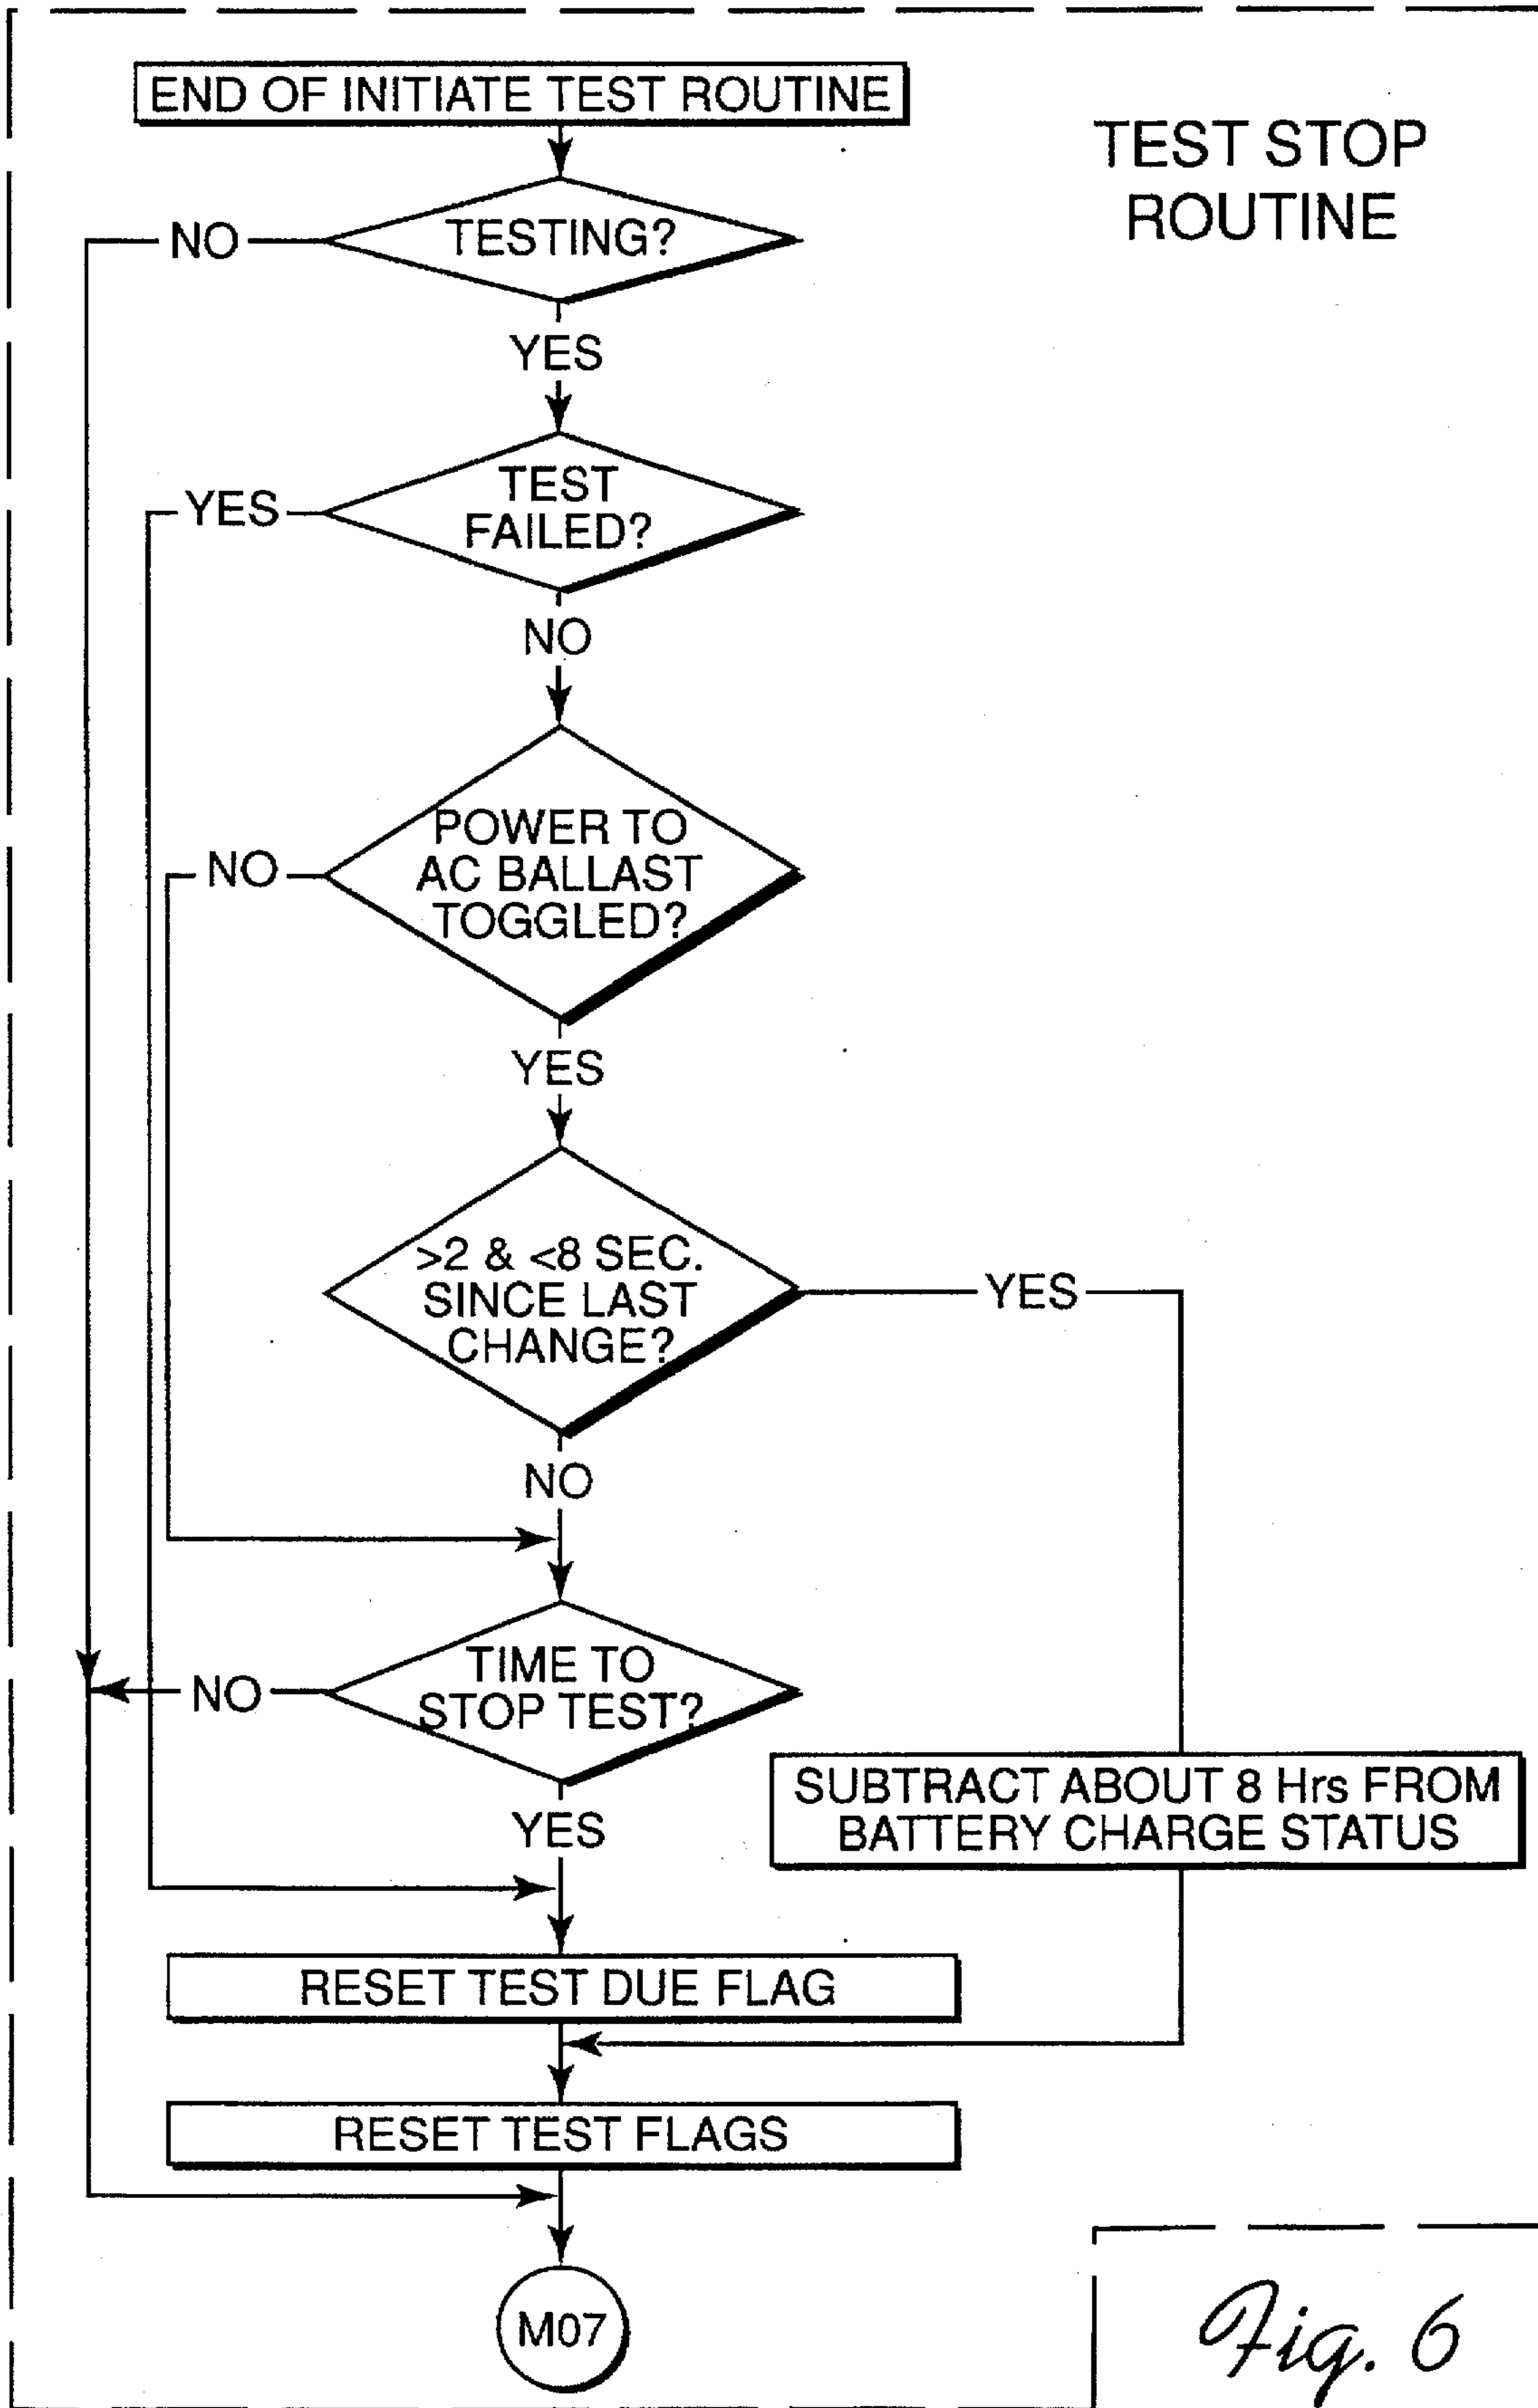 END OF INITIATE TEST ROUTINE
TEST STOP
ROUTINE
NO
TESTING?
YES
YES
TEST
FAILED?
NO
NO
POWER TO
AC BALLAST
TOGGLED?
YES
>2 & <8 SEC.
SINCE LAST
CHANGE?
YES
NO
NO
TIME TO
STOP TEST?
YES
SUBTRACT ABOUT 8 Hrs FROM
BATTERY CHARGE STATUS
RESET TEST DUE FLAG
RESET TEST FLAGS
M07
Fig. 6